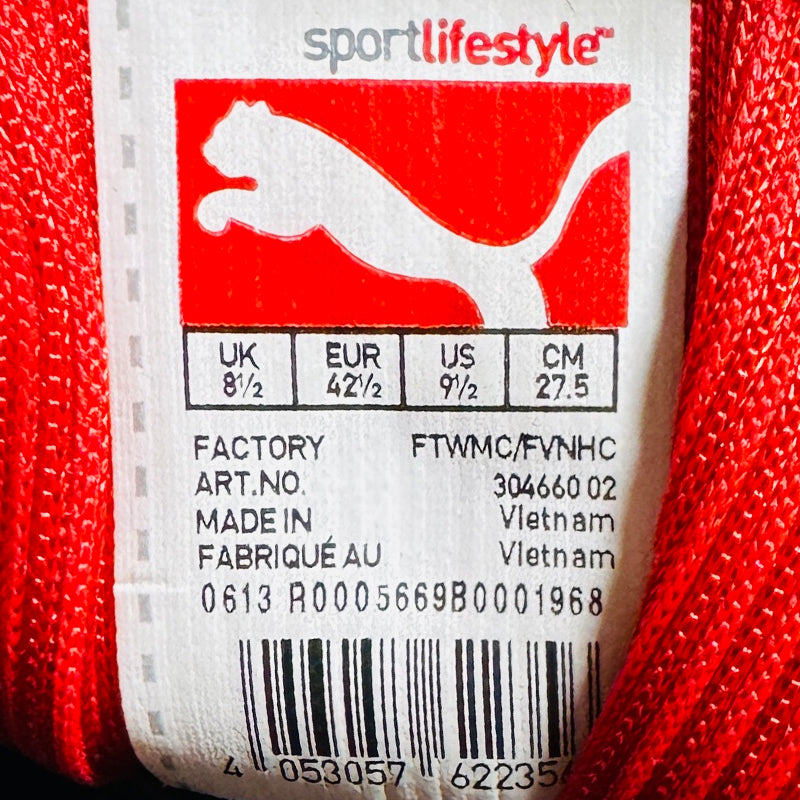 sportlifestyle™
UK EUR US CM
8½ 42½ 9½ 27.5
FACTORY FTWMC/FVNHC
ART.NO. 304660 02
MADE IN Vietnam
FABRIQUÉ AU Vietnam
0613 R0005669B0001968
4 053057 62235